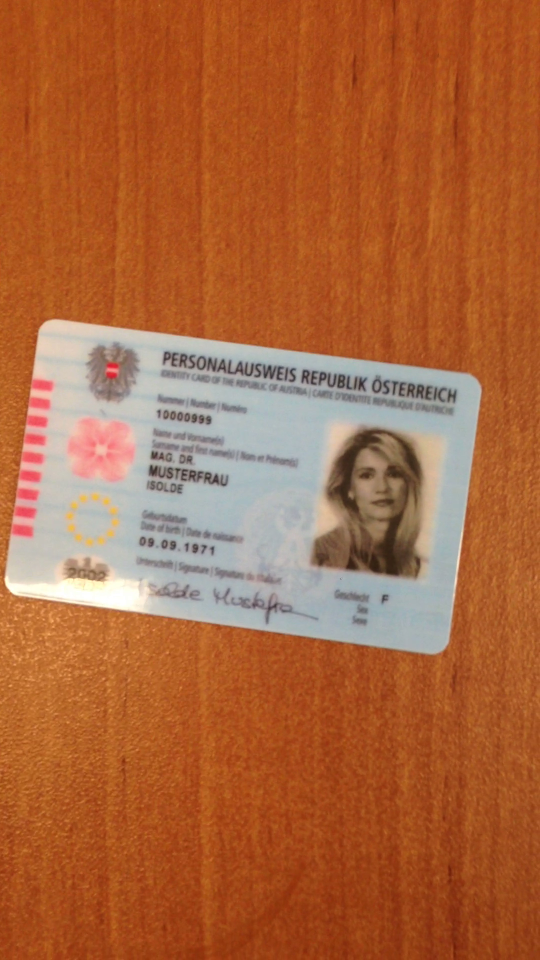 PERSONALAUSWEIS REPUBLIK ÖSTERREICH
IDENTITY CARD OF THE REPUBLIC OF AUSTRIA | CARTE D'IDENTITE REPUBLIQUE D'AUTRICHE
Nummer | Number | Numéro
10000999
Name und Vorname(n)
Surname and first name(s) | Nom et Prénom(s)
MAG. DR.
MUSTERFRAU
ISOLDE
Geburtsdatum
Date of birth | Date de naissance
09.09.1971
Unterschrift | Signature | Signature du titulaire
2002
Isolde Musterfra
Geschlecht F
Sex
Sexe